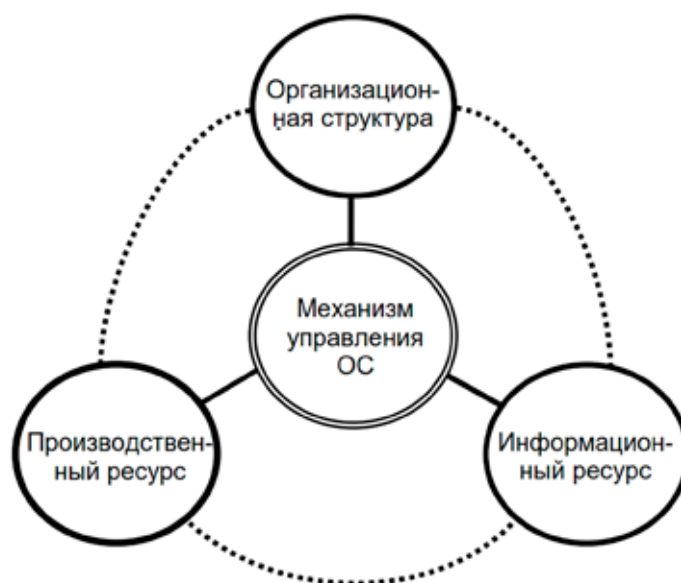 Организацион-
ная структура
Механизм
управления
ОС
Производствен-
ный ресурс
Информацион-
ный ресурс